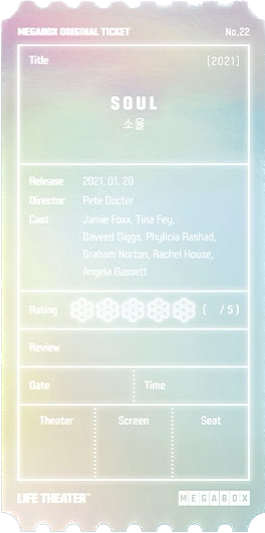 MEGABOX ORIGINAL TICKET No.22
Title (2021)
SOUL
소울
Release 2021. 01. 20
Director Pete Docter
Cast Jamie Foxx, Tina Fey,
Daveed Diggs, Phylicia Rashad,
Graham Norton, Rachel House,
Angela Bassett
Rating ( / 5 )
Review
Date Time
Theater Screen Seat
LIFE THEATER™ MEGABOX